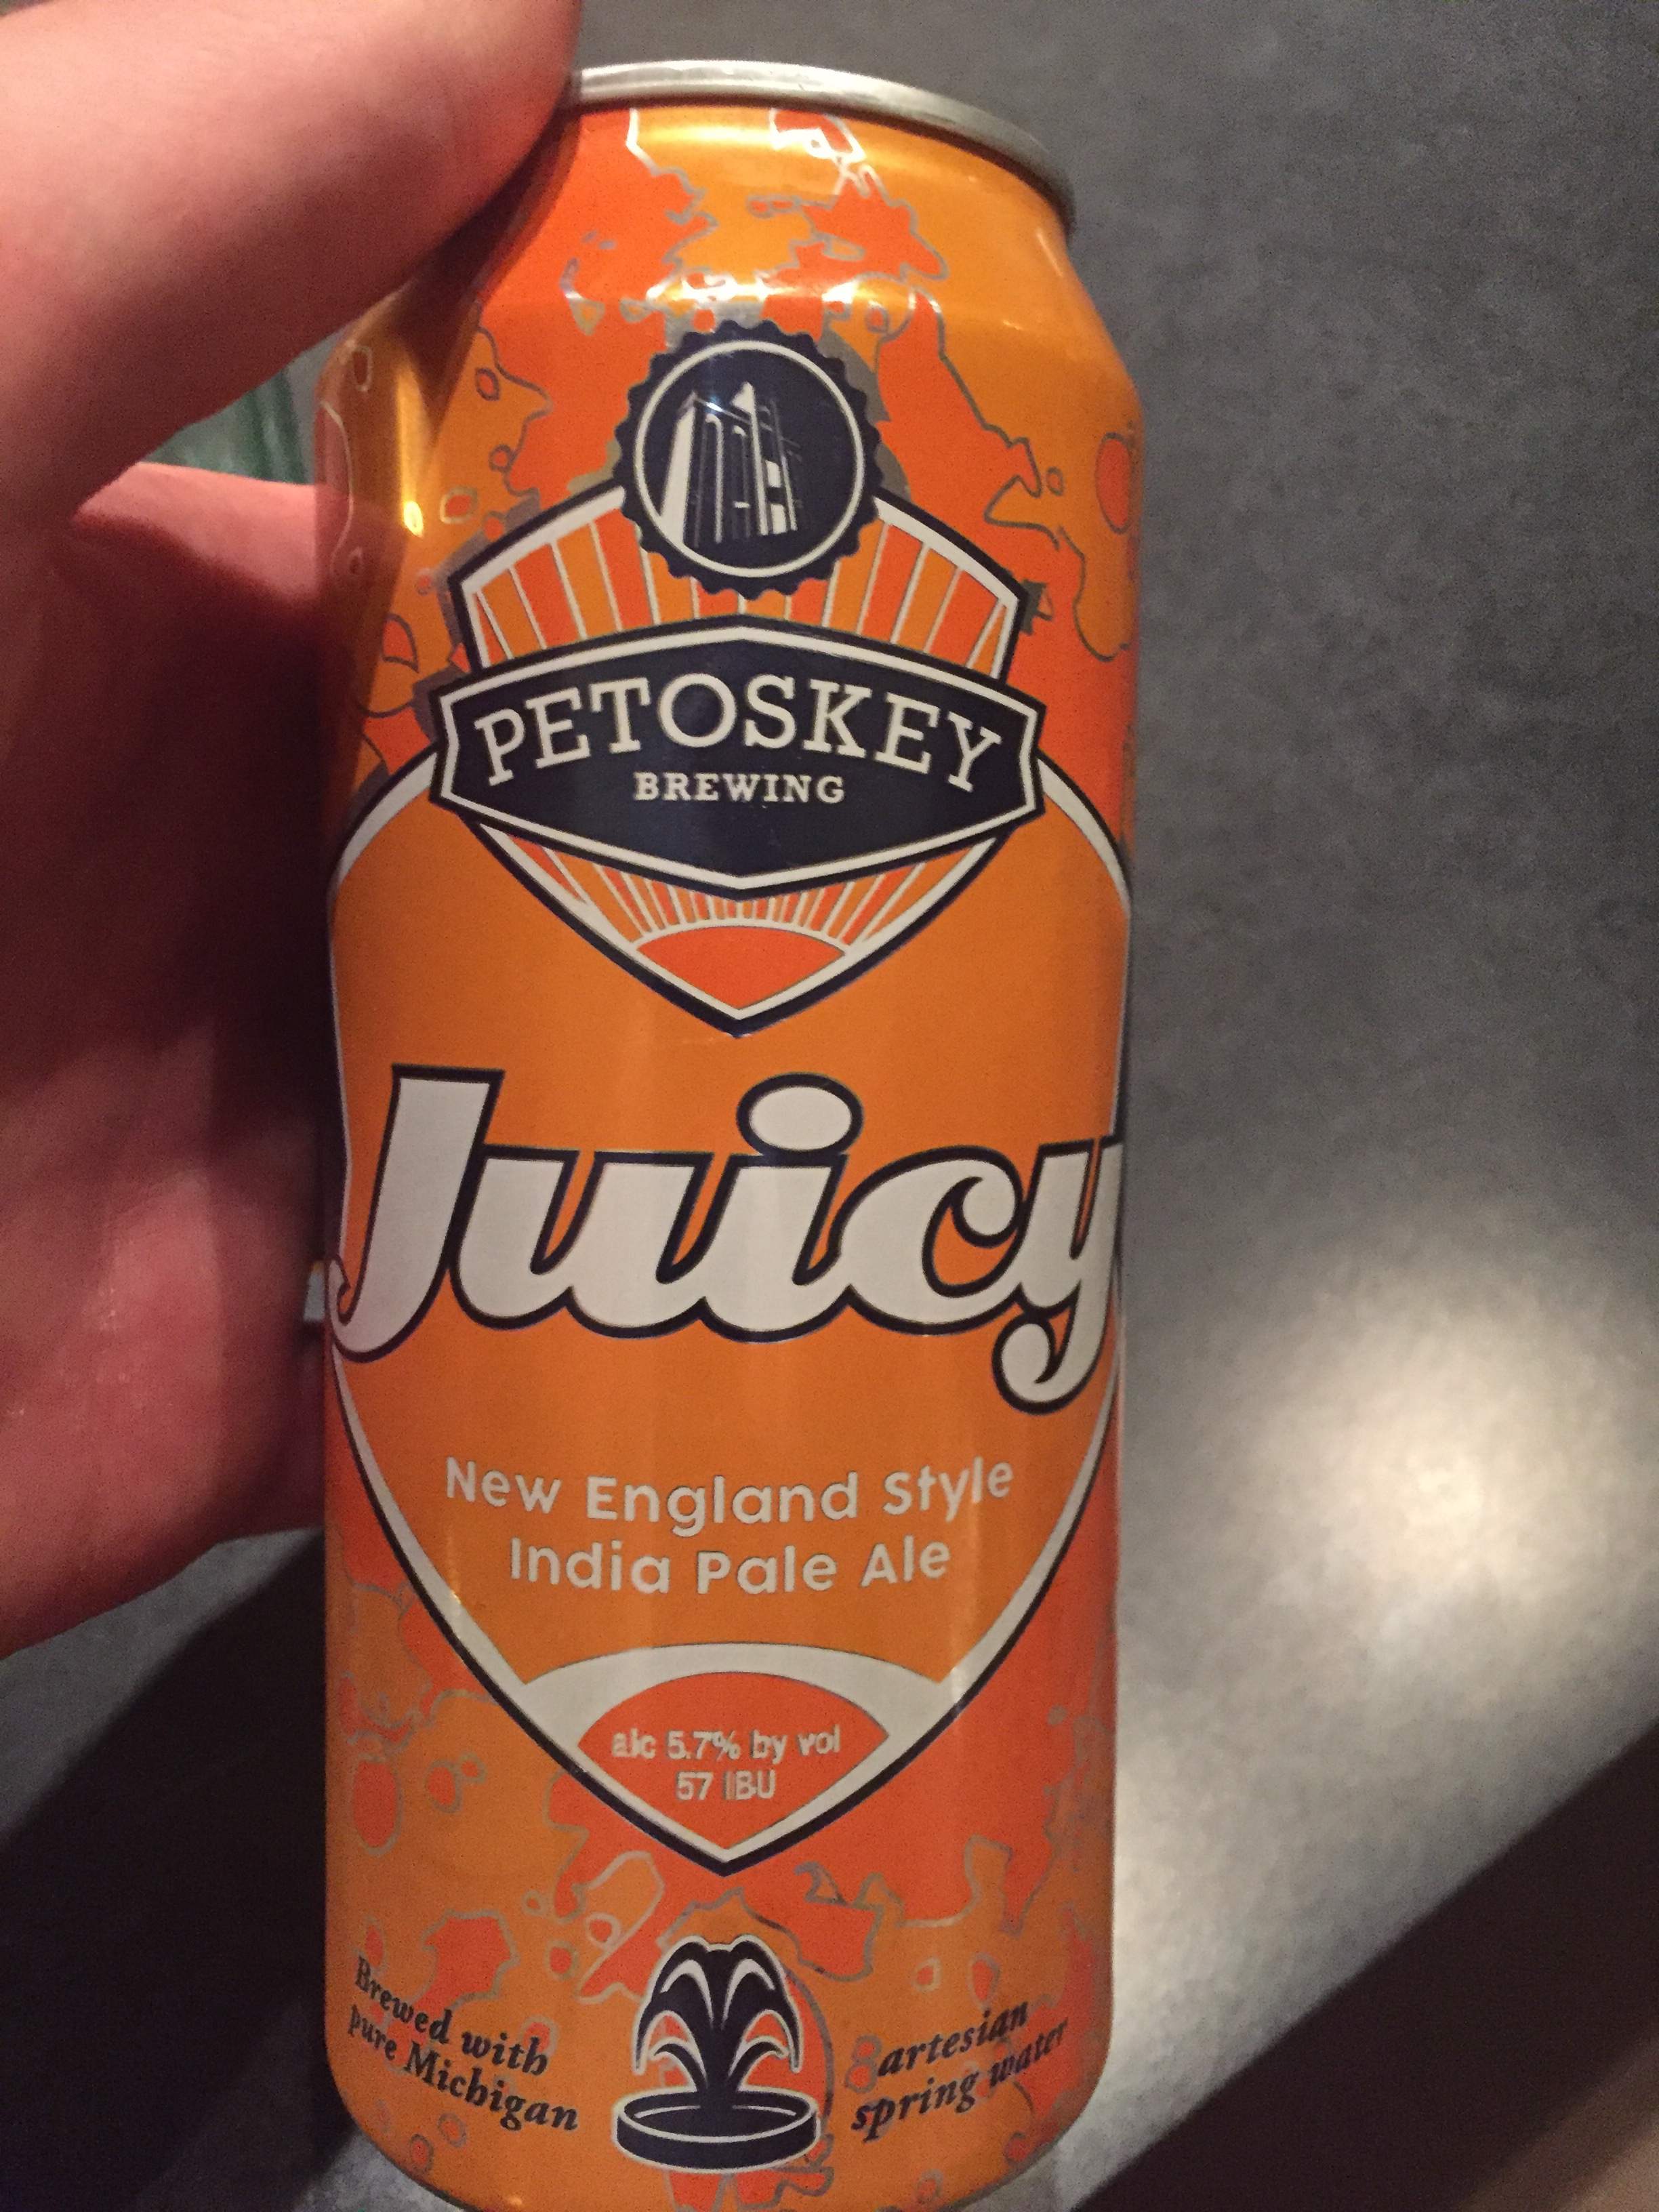 PETOSKEY
BREWING
Juicy
New England Style
India Pale Ale
alc 5.7% by vol
57 IBU
Brewed with
pure Michigan
artesian
spring water